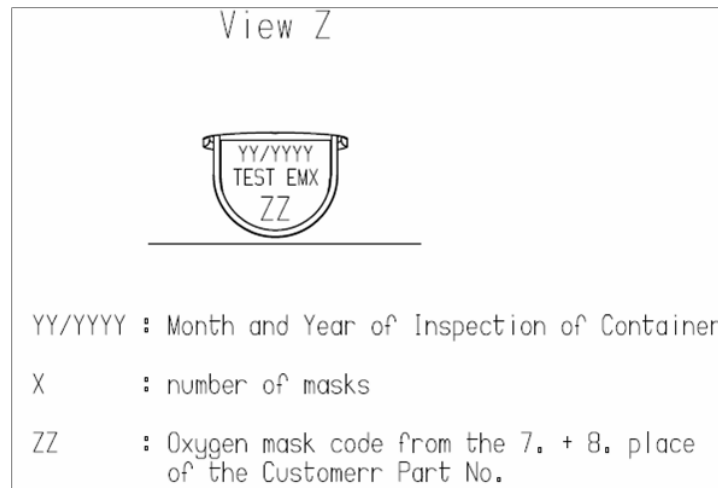 View Z
YY/YYYY
TEST EMX
ZZ
YY/YYYY : Month and Year of Inspection of Container
X : number of masks
ZZ : Oxygen mask code from the 7. + 8. place
of the Customerr Part No.